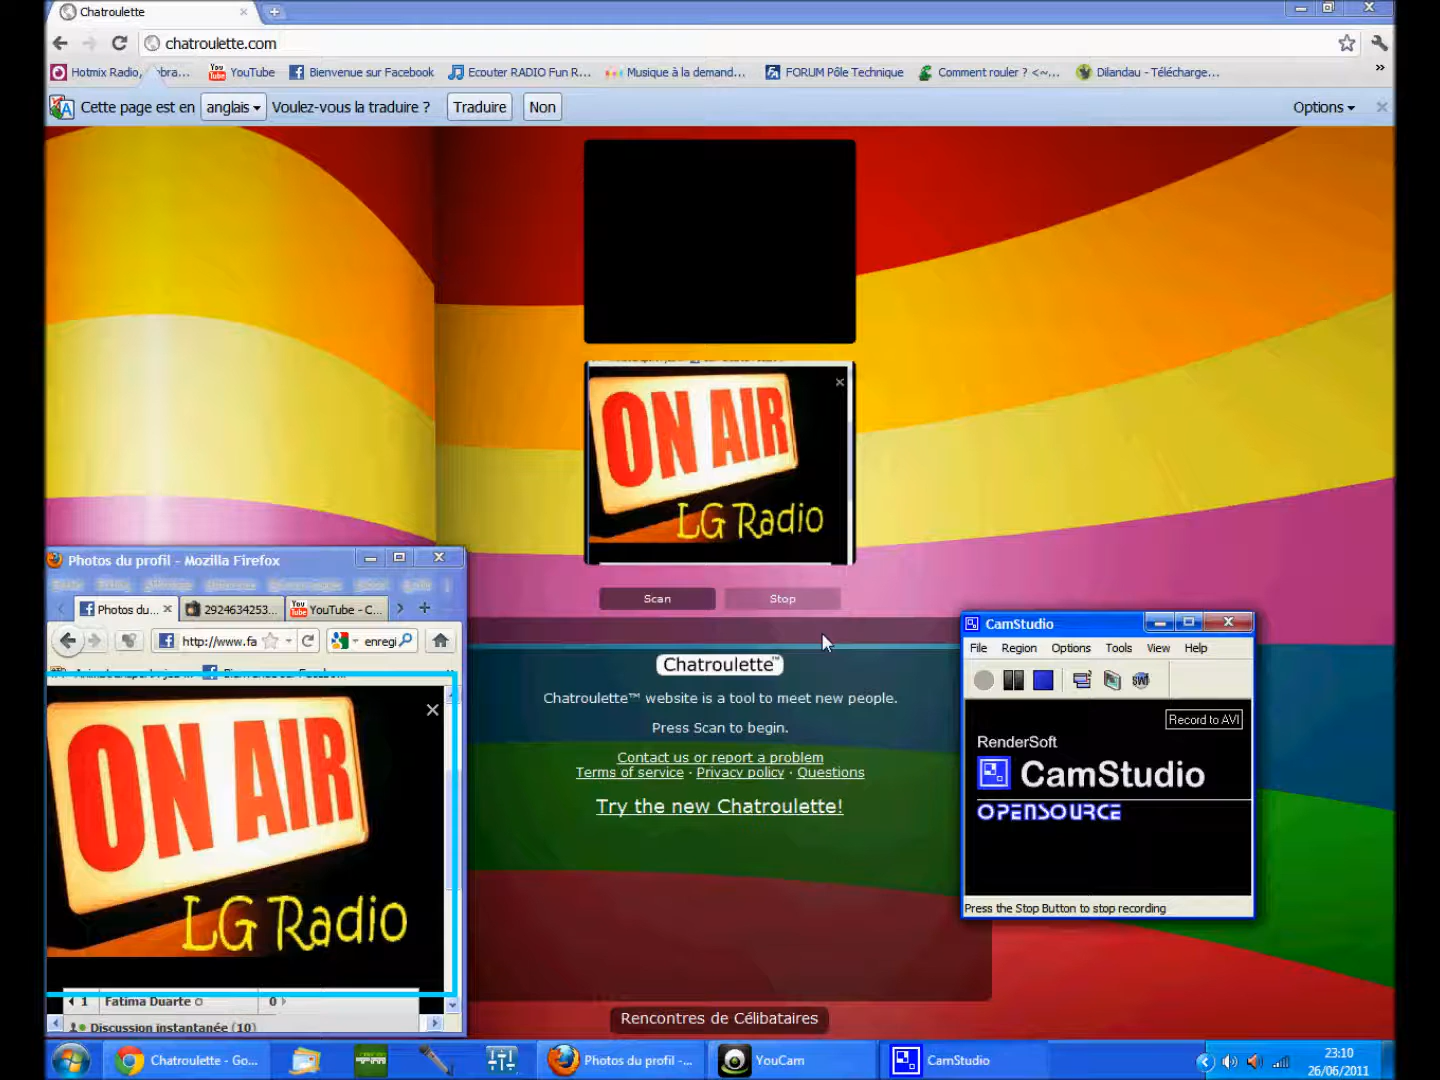 Chatroulette
chatroulette.com
Hotmix Radio, bra...
YouTube
Bienvenue sur Facebook
Ecouter RADIO Fun R...
Musique à la demand...
FORUM Pôle Technique
Comment rouler ? <~...
Dilandau - Télécharge...
»
Cette page est en
anglais
Voulez-vous la traduire ?
Traduire
Non
Options
ON AIR
LG Radio
Scan
Stop
Chatroulette™
Chatroulette™ website is a tool to meet new people.
Press Scan to begin.
Contact us or report a problem
Terms of service · Privacy policy · Questions
Try the new Chatroulette!
Rencontres de Célibataires
Photos du profil - Mozilla Firefox
Photos du...
2924634253...
YouTube - C...
http://www.fa
enregi
ON AIR
LG Radio
1
Fatima Duarte
0
Discussion instantanée (10)
CamStudio
File Region Options Tools View Help
SWF
Record to AVI
RenderSoft
CamStudio
OPENSOURCE
Press the Stop Button to stop recording
Chatroulette - Go...
Photos du profil -...
YouCam
CamStudio
23:10
26/06/2011